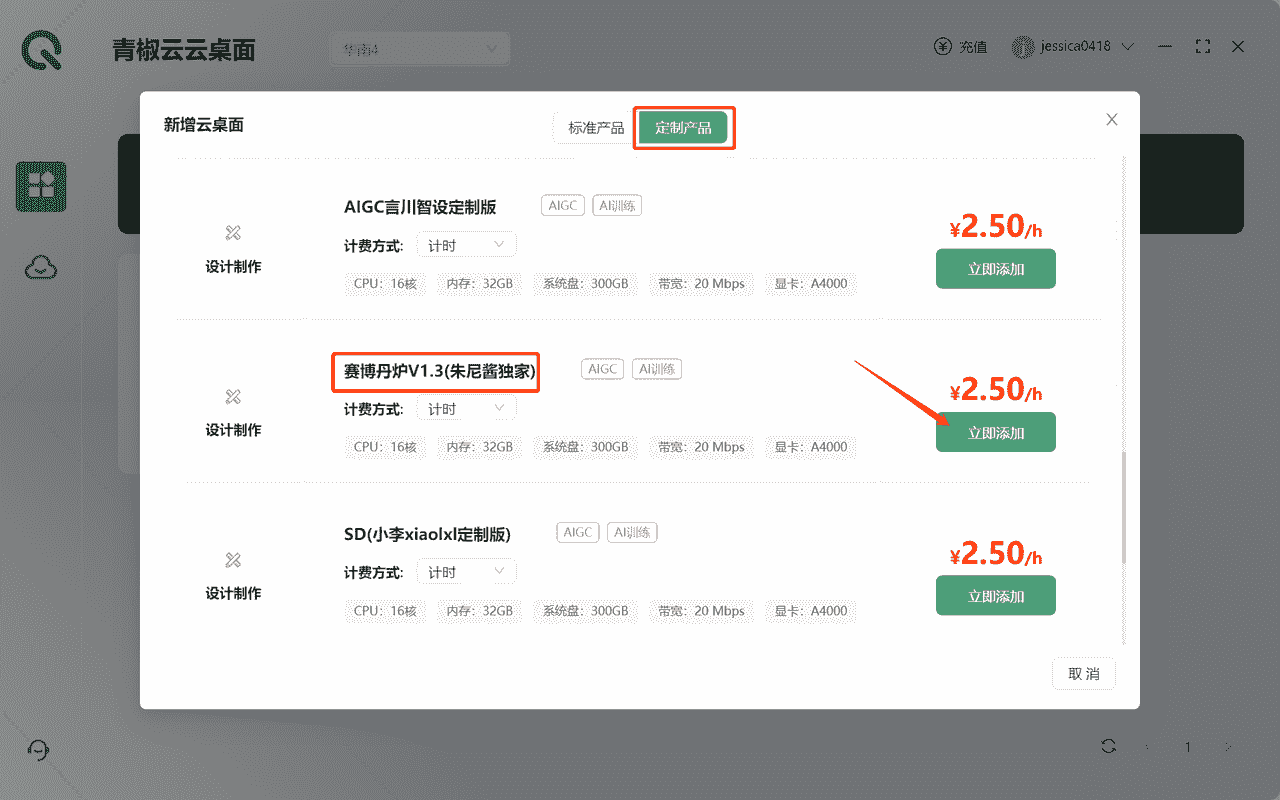 青椒云云桌面
华南4
充值
jessica0418
新增云桌面
标准产品
定制产品
AIGC言川智设定制版
AIGC
AI训练
¥2.50/h
设计制作
计费方式:
计时
立即添加
CPU: 16核
内存: 32GB
系统盘: 300GB
带宽: 20 Mbps
显卡: A4000
赛博丹炉V1.3(朱尼酱独家)
AIGC
AI训练
¥2.50/h
设计制作
计费方式:
计时
立即添加
CPU: 16核
内存: 32GB
系统盘: 300GB
带宽: 20 Mbps
显卡: A4000
SD(小李xiaolxl定制版)
AIGC
AI训练
¥2.50/h
设计制作
计费方式:
计时
立即添加
CPU: 16核
内存: 32GB
系统盘: 300GB
带宽: 20 Mbps
显卡: A4000
取消
1